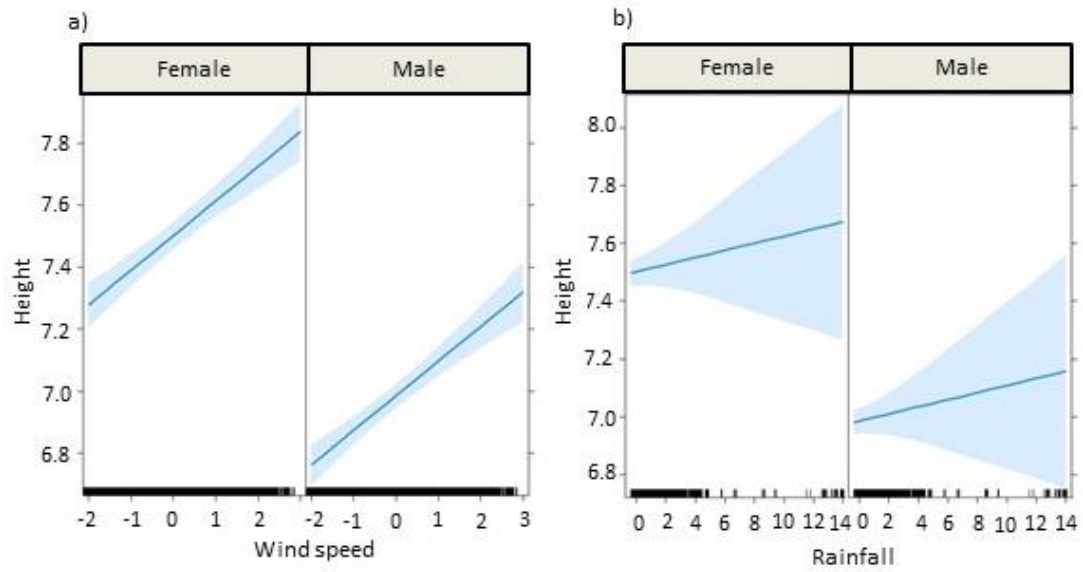 a)
Female Male
Height
7.8
7.6
7.4
7.2
7.0
6.8
-2 -1 0 1 2 -2 -1 0 1 2 3
Wind speed
b)
Female Male
Height
8.0
7.8
7.6
7.4
7.2
7.0
6.8
0 2 4 6 8 10 12 14 0 2 4 6 8 10 12 14
Rainfall